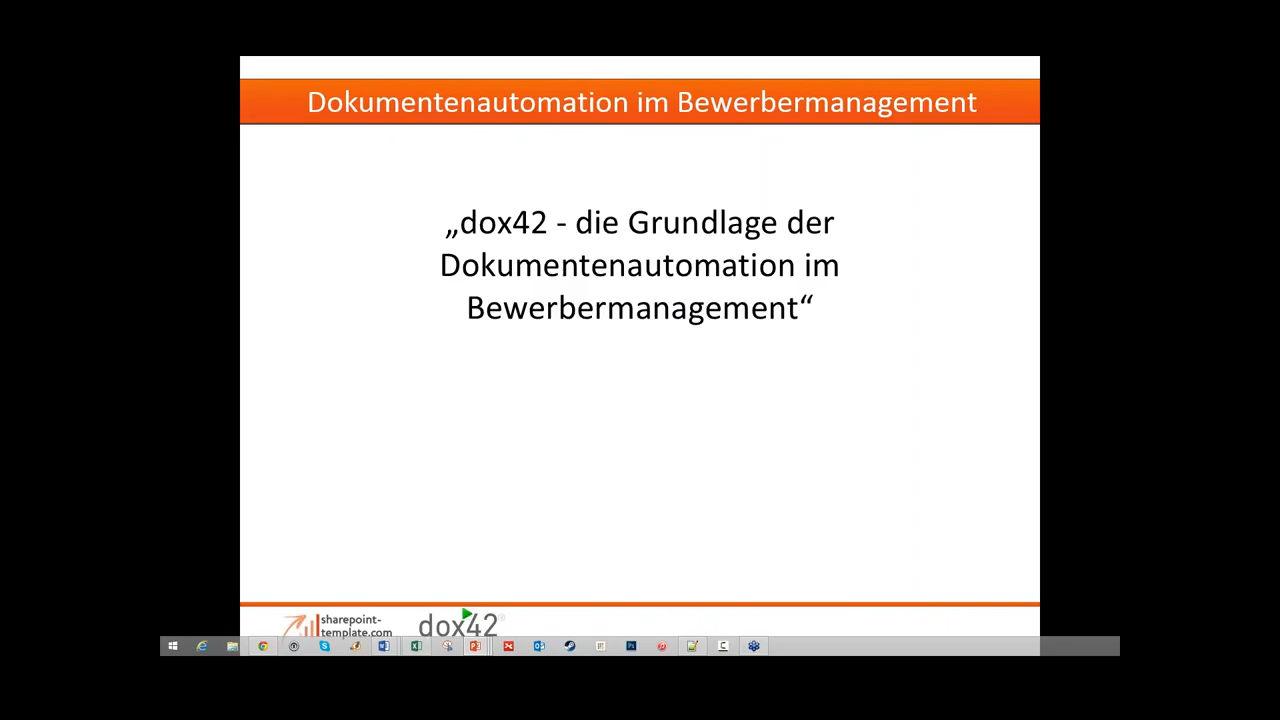 Dokumentenautomation im Bewerbermanagement
„dox42 - die Grundlage der
Dokumentenautomation im
Bewerbermanagement“
sharepoint-
template.com
dox42